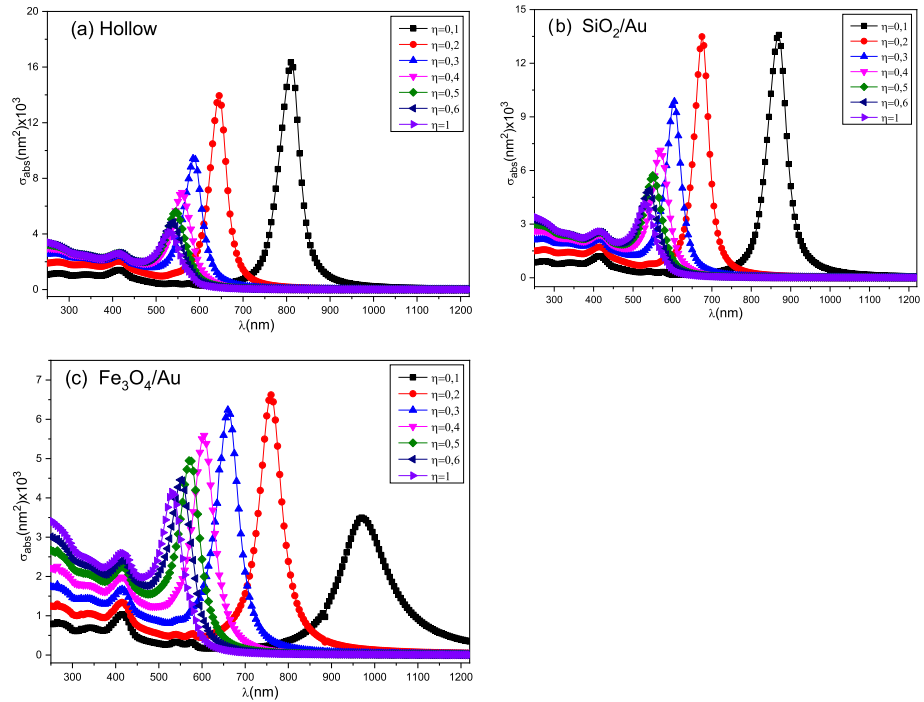 (a) Hollow
η=0,1
η=0,2
η=0,3
η=0,4
η=0,5
η=0,6
η=1
σabs(nm²)x10³
20
16
12
8
4
0
300 400 500 600 700 800 900 1000 1100 1200
λ(nm)
(b) SiO₂/Au
η=0,1
η=0,2
η=0,3
η=0,4
η=0,5
η=0,6
η=1
σabs(nm²)x10³
15
12
9
6
3
0
300 400 500 600 700 800 900 1000 1100 1200
λ(nm)
(c) Fe₃O₄/Au
η=0,1
η=0,2
η=0,3
η=0,4
η=0,5
η=0,6
η=1
σabs(nm²)x10³
7
6
5
4
3
2
1
0
300 400 500 600 700 800 900 1000 1100 1200
λ(nm)